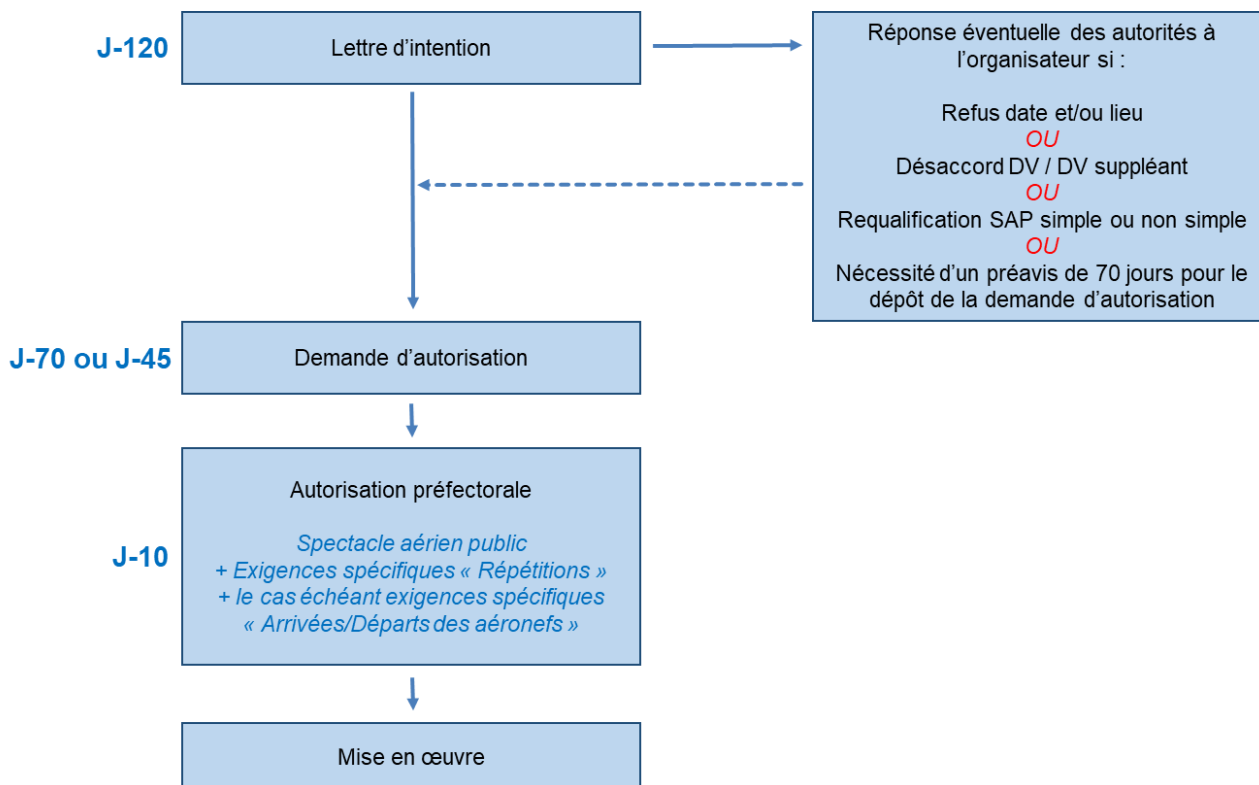 J-120
Lettre d’intention
Réponse éventuelle des autorités à
l’organisateur si :
Refus date et/ou lieu
OU
Désaccord DV / DV suppléant
OU
Requalification SAP simple ou non simple
OU
Nécessité d’un préavis de 70 jours pour le
dépôt de la demande d’autorisation
J-70 ou J-45
Demande d’autorisation
J-10
Autorisation préfectorale
Spectacle aérien public
+ Exigences spécifiques « Répétitions »
+ le cas échéant exigences spécifiques
« Arrivées/Départs des aéronefs »
Mise en œuvre